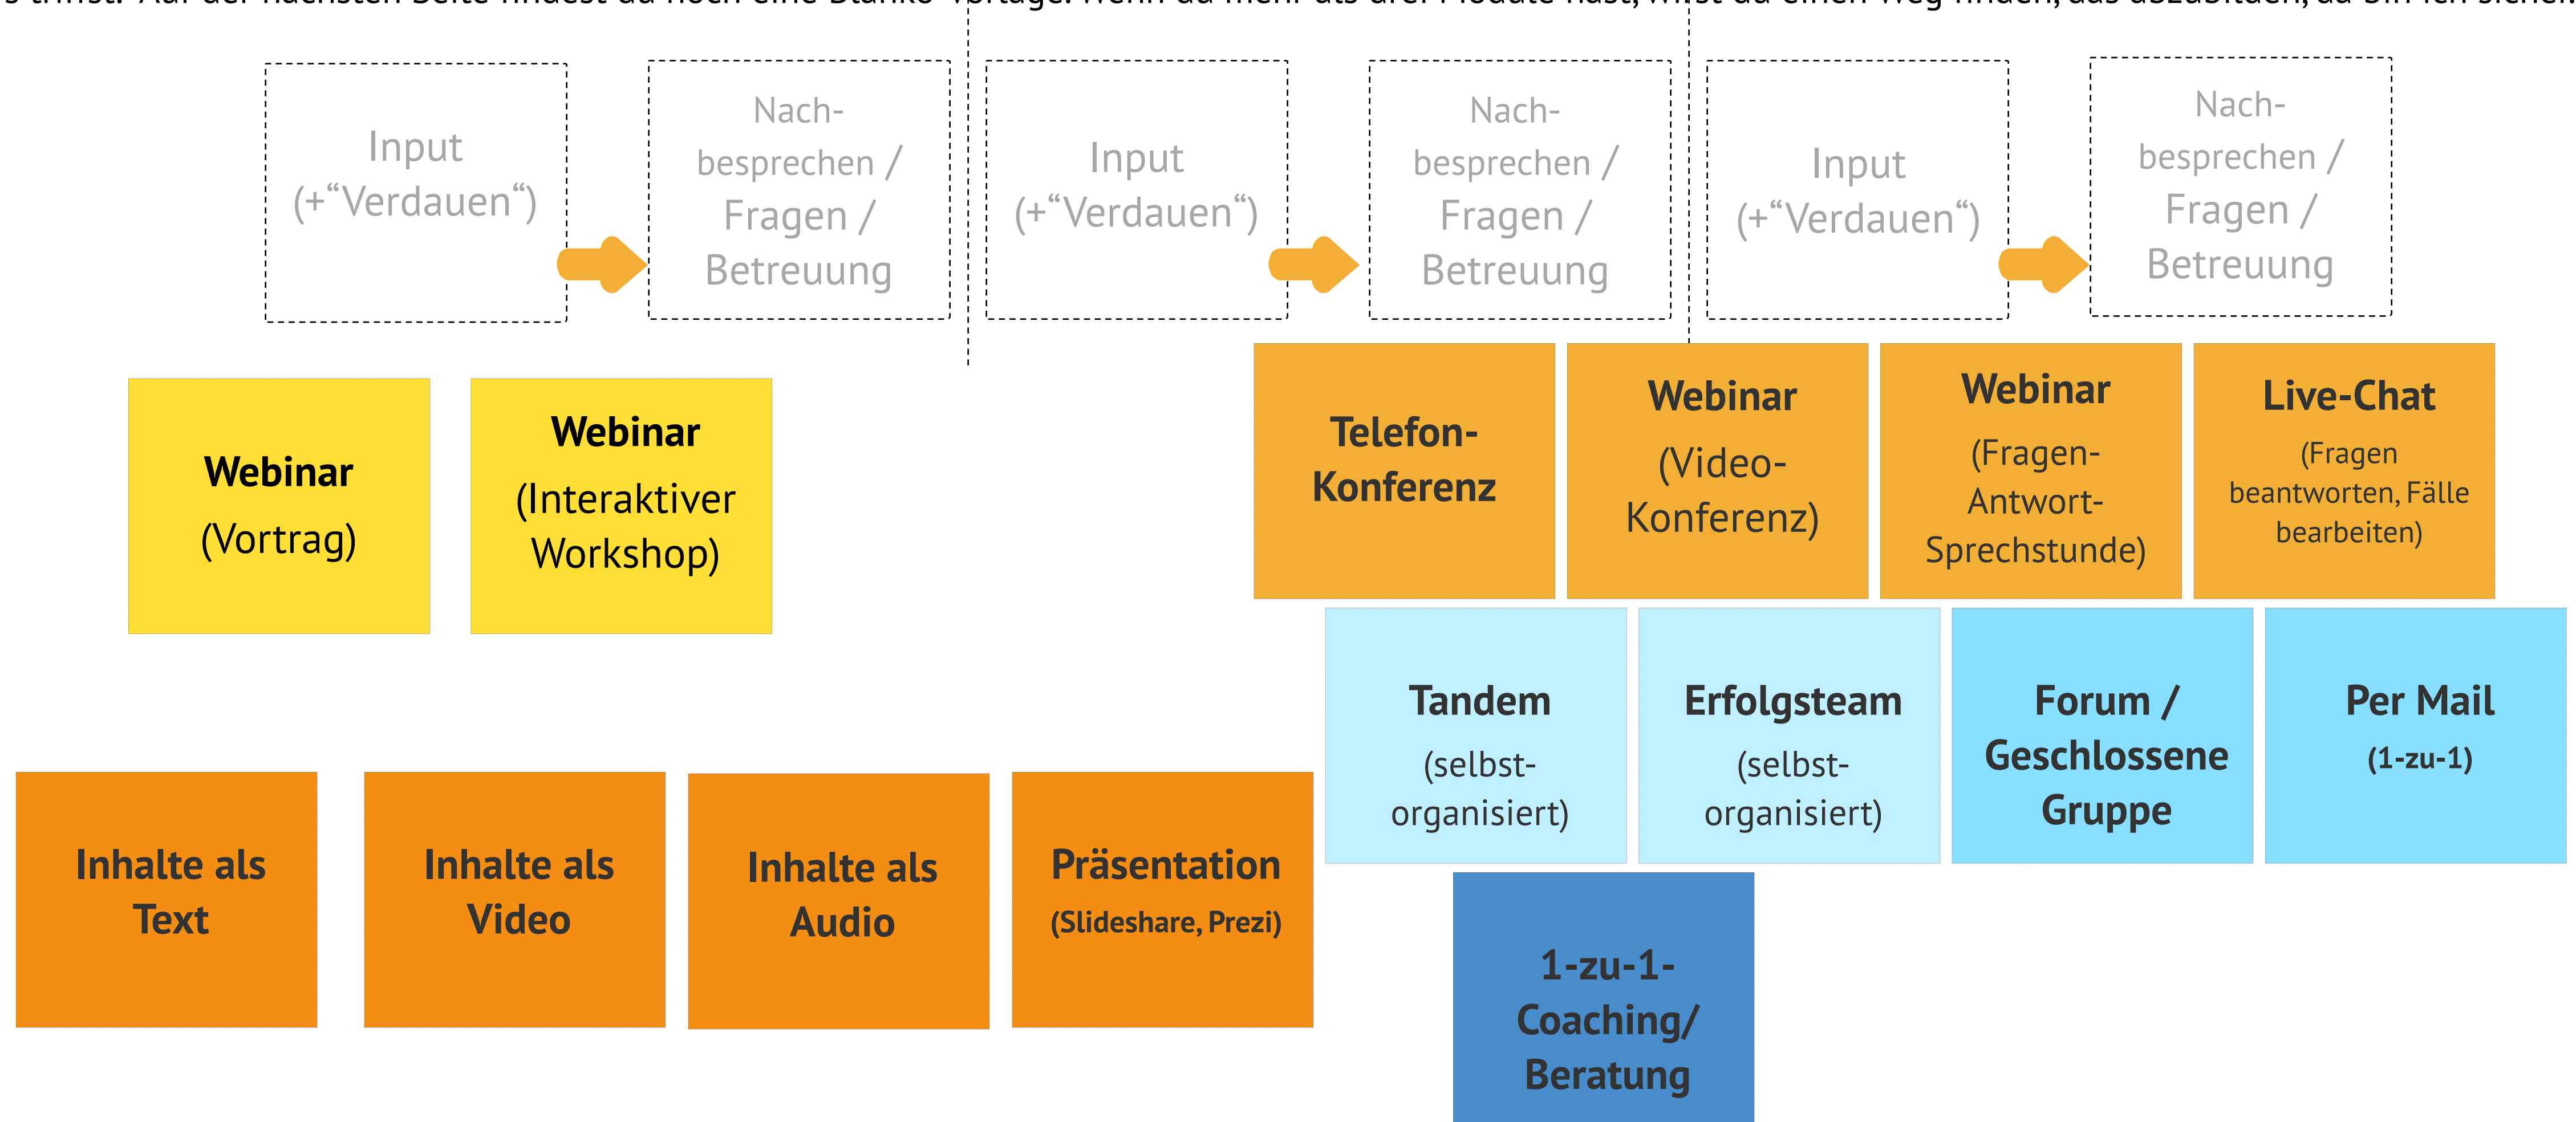 Input
(+“Verdauen“)
Nach-
besprechen /
Fragen /
Betreuung
Input
(+“Verdauen“)
Nach-
besprechen /
Fragen /
Betreuung
Input
(+“Verdauen“)
Nach-
besprechen /
Fragen /
Betreuung
Webinar
(Vortrag)
Webinar
(Interaktiver
Workshop)
Telefon-
Konferenz
Webinar
(Video-
Konferenz)
Webinar
(Fragen-
Antwort-
Sprechstunde)
Live-Chat
(Fragen
beantworten, Fälle
bearbeiten)
Tandem
(selbst-
organisiert)
Erfolgsteam
(selbst-
organisiert)
Forum /
Geschlossene
Gruppe
Per Mail
(1-zu-1)
Inhalte als
Text
Inhalte als
Video
Inhalte als
Audio
Präsentation
(Slideshare, Prezi)
1-zu-1-
Coaching/
Beratung